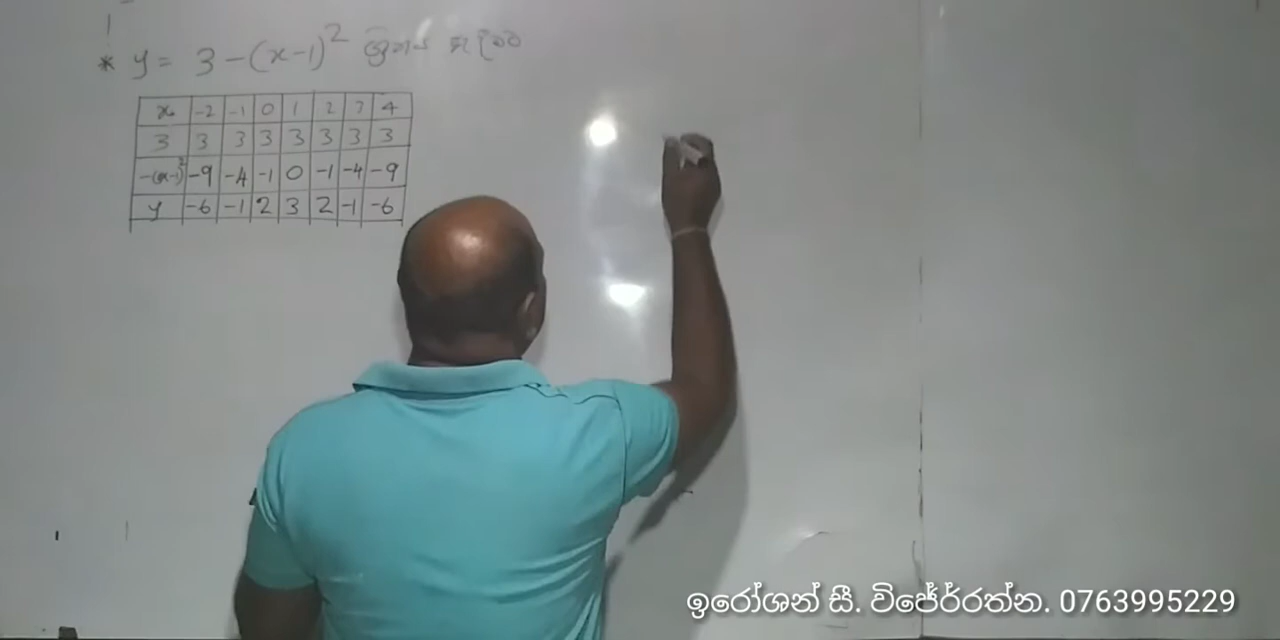 * y = 3 - (x-1)² ශ්‍රිතය
x -2 -1 0 1 2 3 4
3 3 3 3 3 3 3 3
-(x-1)² -9 -4 -1 0 -1 -4 -9
y -6 -1 2 3 2 -1 -6
ඉරෝශන් සී. විජේර්රත්න. 0763995229